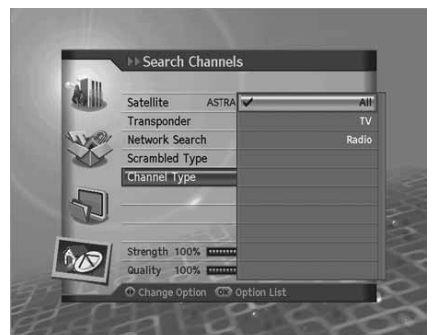 Search Channels
Satellite ASTRA All
Transponder TV
Network Search Radio
Scrambled Type
Channel Type
Strength 100%
Quality 100%
Change Option OK Option List